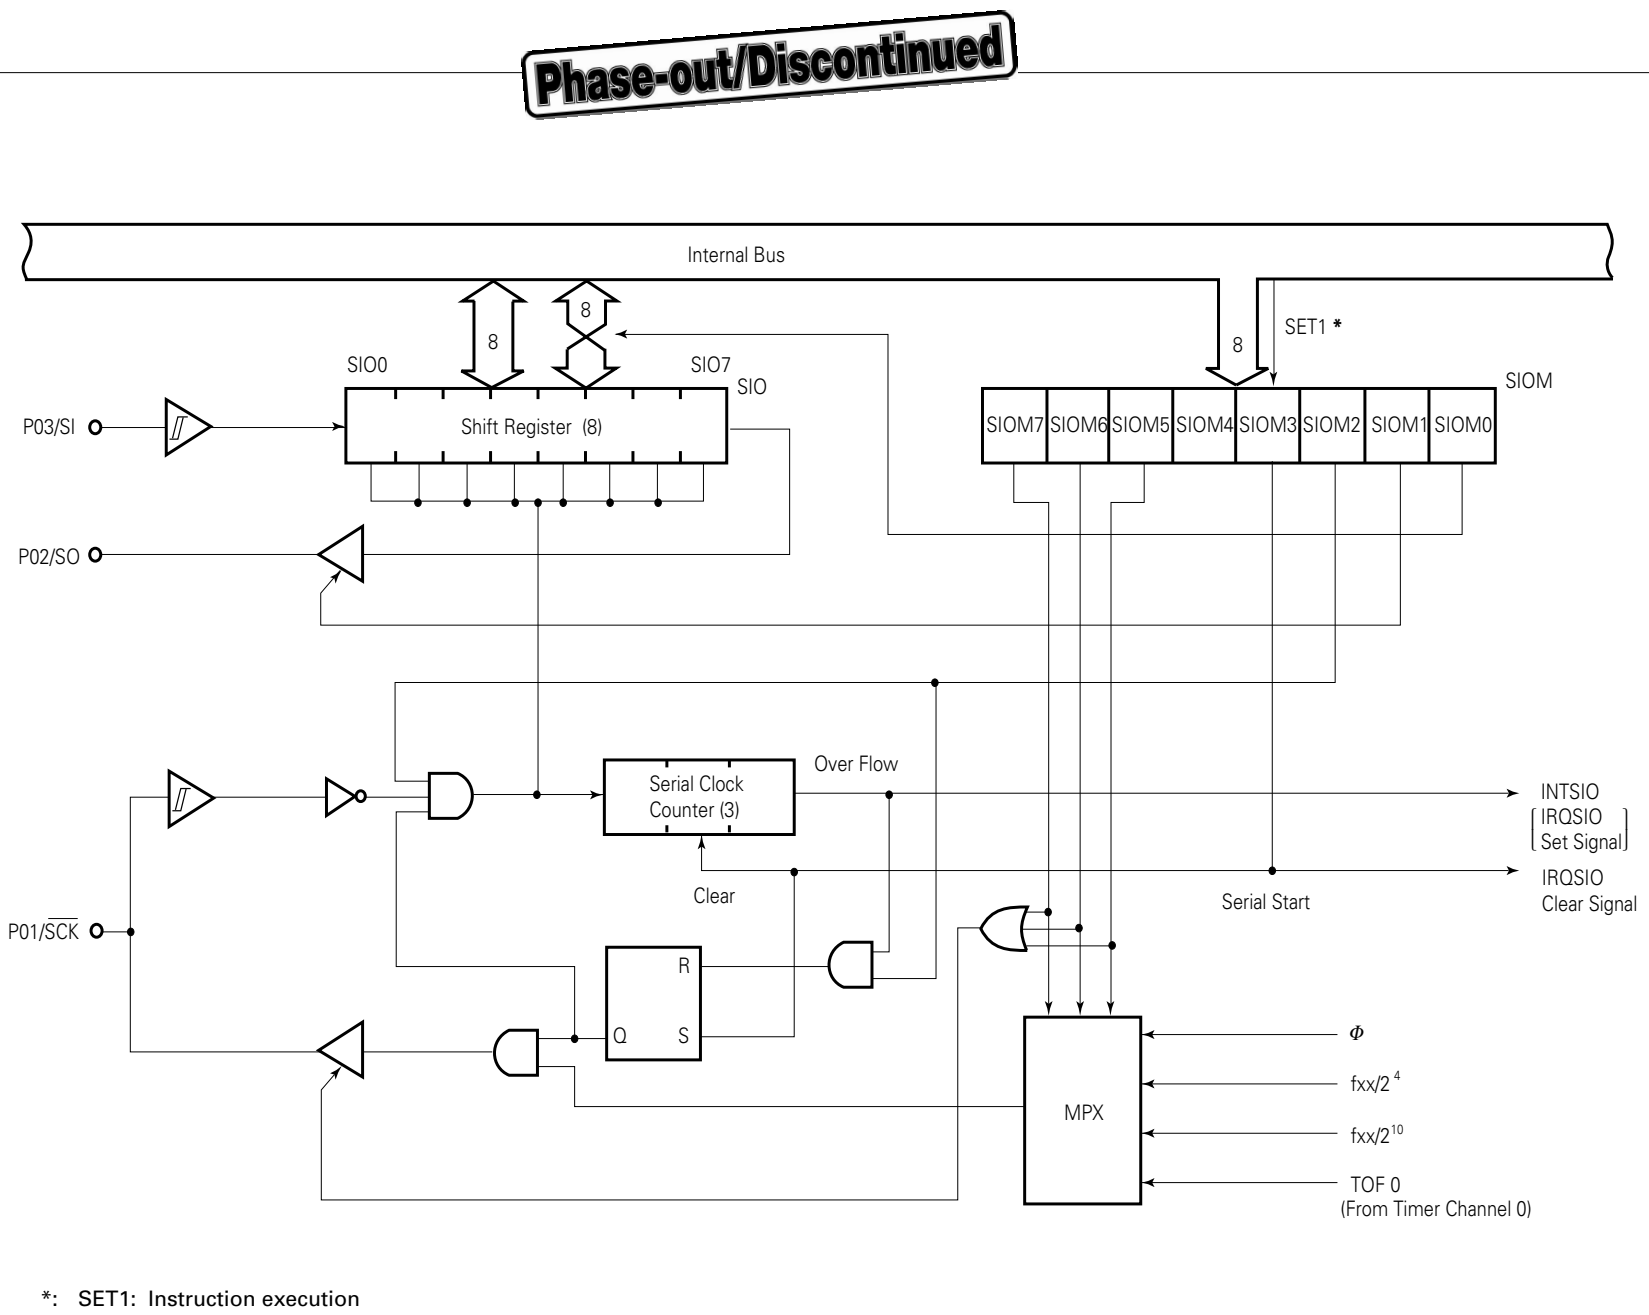 Phase-out/Discontinued
Internal Bus
8
8
8
SET1 *
SIO0
SIO7
SIO
SIOM
P03/SI
Shift Register (8)
SIOM7 SIOM6 SIOM5 SIOM4 SIOM3 SIOM2 SIOM1 SIOM0
P02/SO
Over Flow
Serial Clock
Counter (3)
INTSIO
IRQSIO
Set Signal
Clear
Serial Start
IRQSIO
Clear Signal
P01/S̅C̅K̅
R
Q
S
MPX
Φ
fxx/2⁴
fxx/2¹⁰
TOF 0
(From Timer Channel 0)
*: SET1: Instruction execution